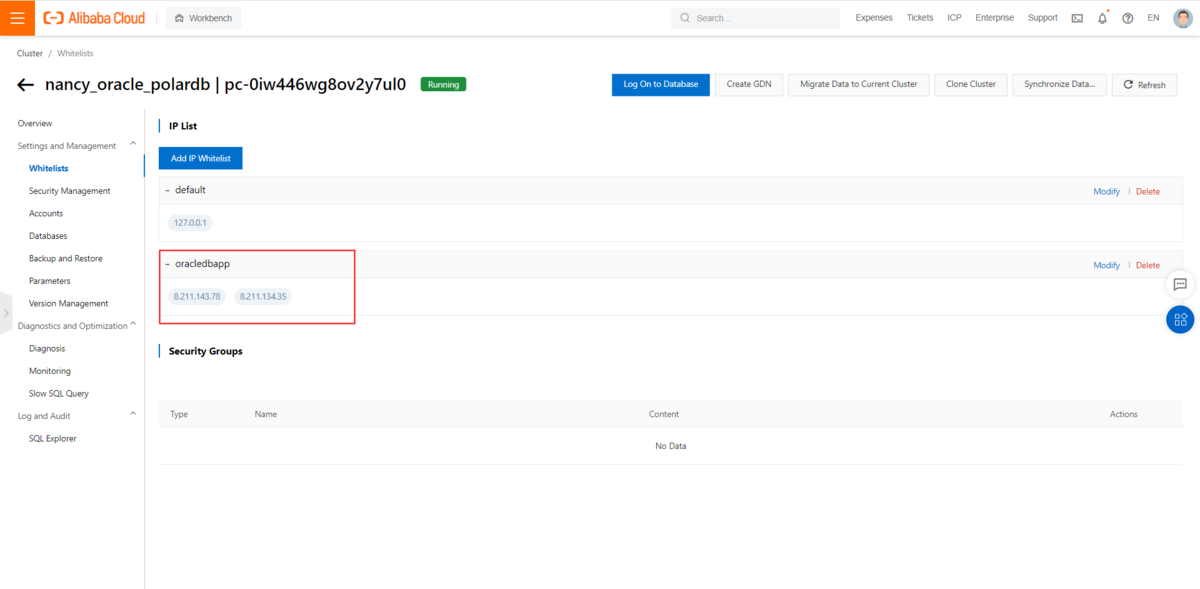 Alibaba Cloud Workbench Search... Expenses Tickets ICP Enterprise Support EN
Cluster / Whitelists
nancy_oracle_polardb | pc-0iw446wg8ov2y7ul0 Running Log On to Database Create GDN Migrate Data to Current Cluster Clone Cluster Synchronize Data... Refresh
Overview
Settings and Management
Whitelists
Security Management
Accounts
Databases
Backup and Restore
Parameters
Version Management
Diagnostics and Optimization
Diagnosis
Monitoring
Slow SQL Query
Log and Audit
SQL Explorer
IP List
Add IP Whitelist
– default Modify | Delete
127.0.0.1
– oracledbapp Modify | Delete
8.211.143.78 8.211.134.35
Security Groups
Type Name Content Actions
No Data